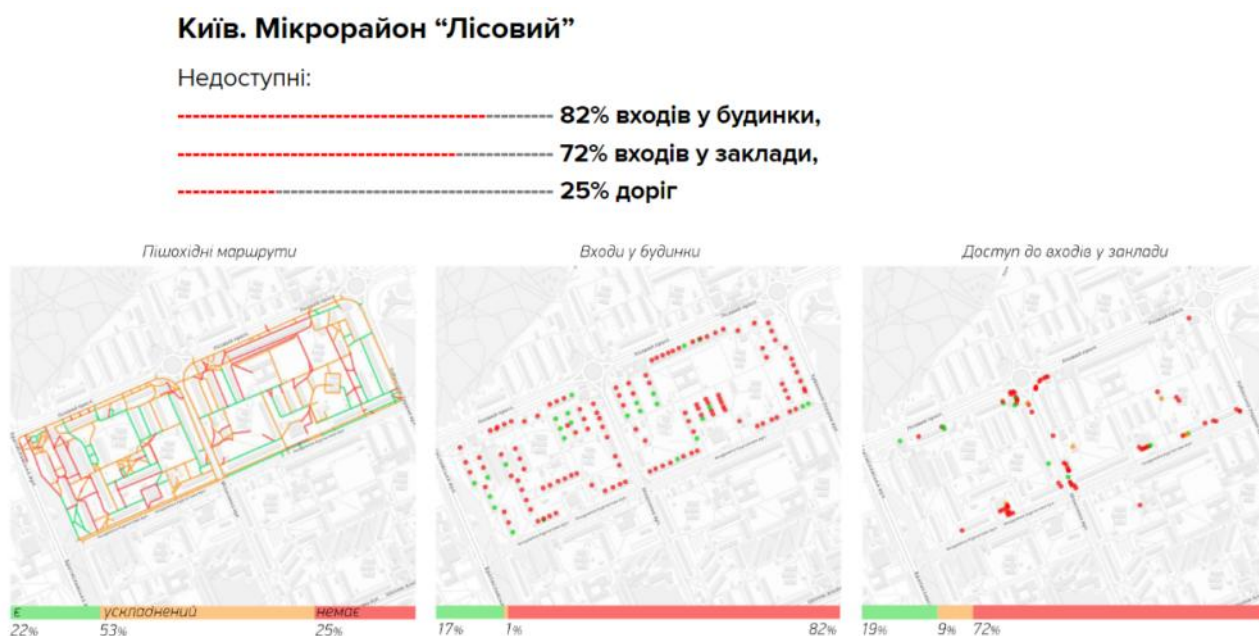 Київ. Мікрорайон “Лісовий”
Недоступні:
82% входів у будинки,
72% входів у заклади,
25% доріг
Пішохідні маршрути
Входи у будинки
Доступ до входів у заклади
є ускладнений немає
22% 53% 25%
17% 1% 82%
19% 9% 72%